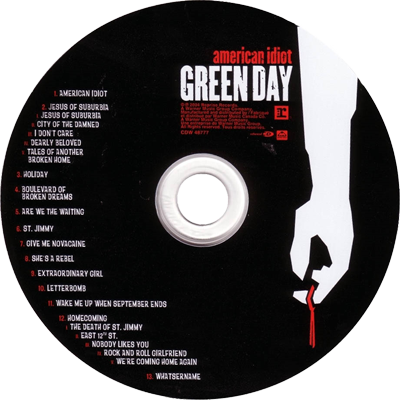 american idiot
GREEN DAY
1. AMERICAN IDIOT
2. JESUS OF SUBURBIA
I. JESUS OF SUBURBIA
II. CITY OF THE DAMNED
III. I DON'T CARE
IV. DEARLY BELOVED
V. TALES OF ANOTHER
BROKEN HOME
3. HOLIDAY
4. BOULEVARD OF
BROKEN DREAMS
5. ARE WE THE WAITING
6. ST. JIMMY
7. GIVE ME NOVACAINE
8. SHE'S A REBEL
9. EXTRAORDINARY GIRL
10. LETTERBOMB
11. WAKE ME UP WHEN SEPTEMBER ENDS
12. HOMECOMING
I. THE DEATH OF ST. JIMMY
II. EAST 12TH ST.
III. NOBODY LIKES YOU
IV. ROCK AND ROLL GIRLFRIEND
V. WE'RE COMING HOME AGAIN
13. WHATSERNAME